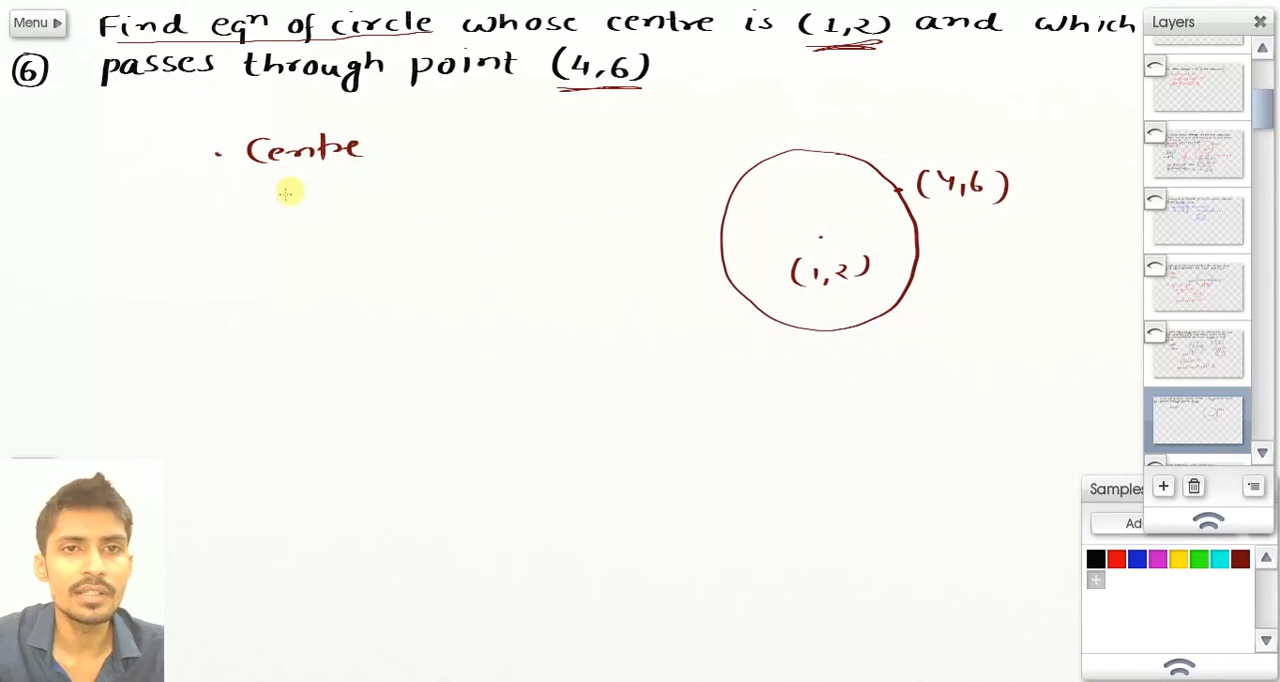 Menu
Find eqn of circle whose centre is (1,2) and which
6 passes through point (4,6)
. Centre
(4,6)
(1,2)
Layers
Samples
Ad